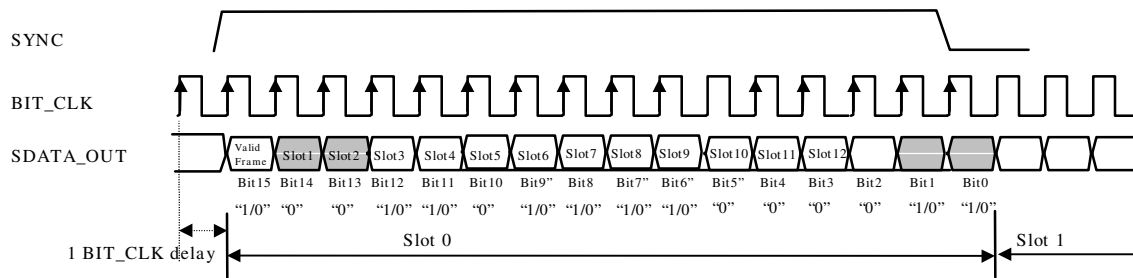 SYNC
BIT_CLK
SDATA_OUT
Valid Frame Slot1 Slot2 Slot3 Slot4 Slot5 Slot6 Slot7 Slot8 Slot9 Slot10 Slot11 Slot12
Bit15 Bit14 Bit13 Bit12 Bit11 Bit10 Bit9” Bit8 Bit7” Bit6” Bit5” Bit4 Bit3 Bit2 Bit1 Bit0
“1/0” “0” “0” “1/0” “1/0” “0” “1/0” “1/0” “1/0” “1/0” “0” “0” “0” “0” “1/0” “1/0”
1 BIT_CLK delay Slot 0 Slot 1